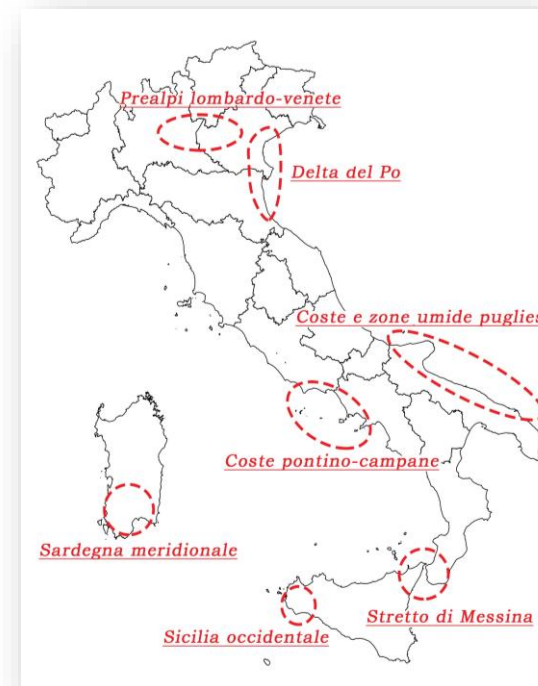 Prealpi lombardo-venete
Delta del Po
Coste e zone umide puglies
Coste pontino-campane
Sardegna meridionale
Stretto di Messina
Sicilia occidentale